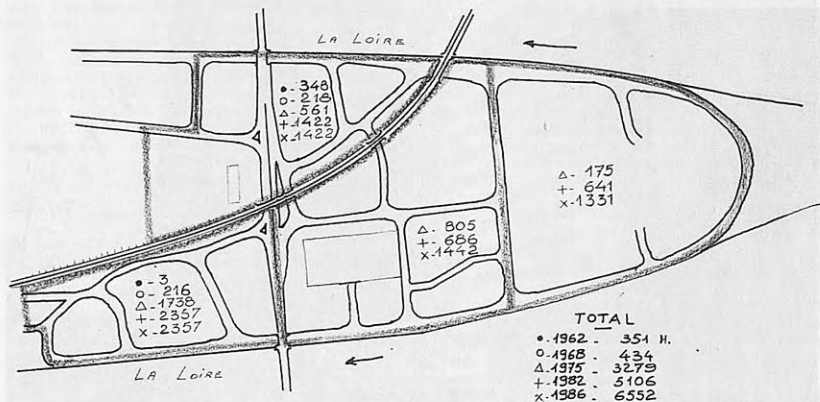 LA LOIRE
●- 348
○- 218
△- 561
+- 1422
x- 1422
△- 175
+- 641
x- 1331
△- 805
+- 686
x- 1442
●- 3
○- 216
△- 1738
+- 2357
x- 2357
LA LOIRE
TOTAL
●- 1962 - 351 H.
○- 1968 - 434
△- 1975 - 3279
+- 1982 - 5106
x- 1986 - 6552